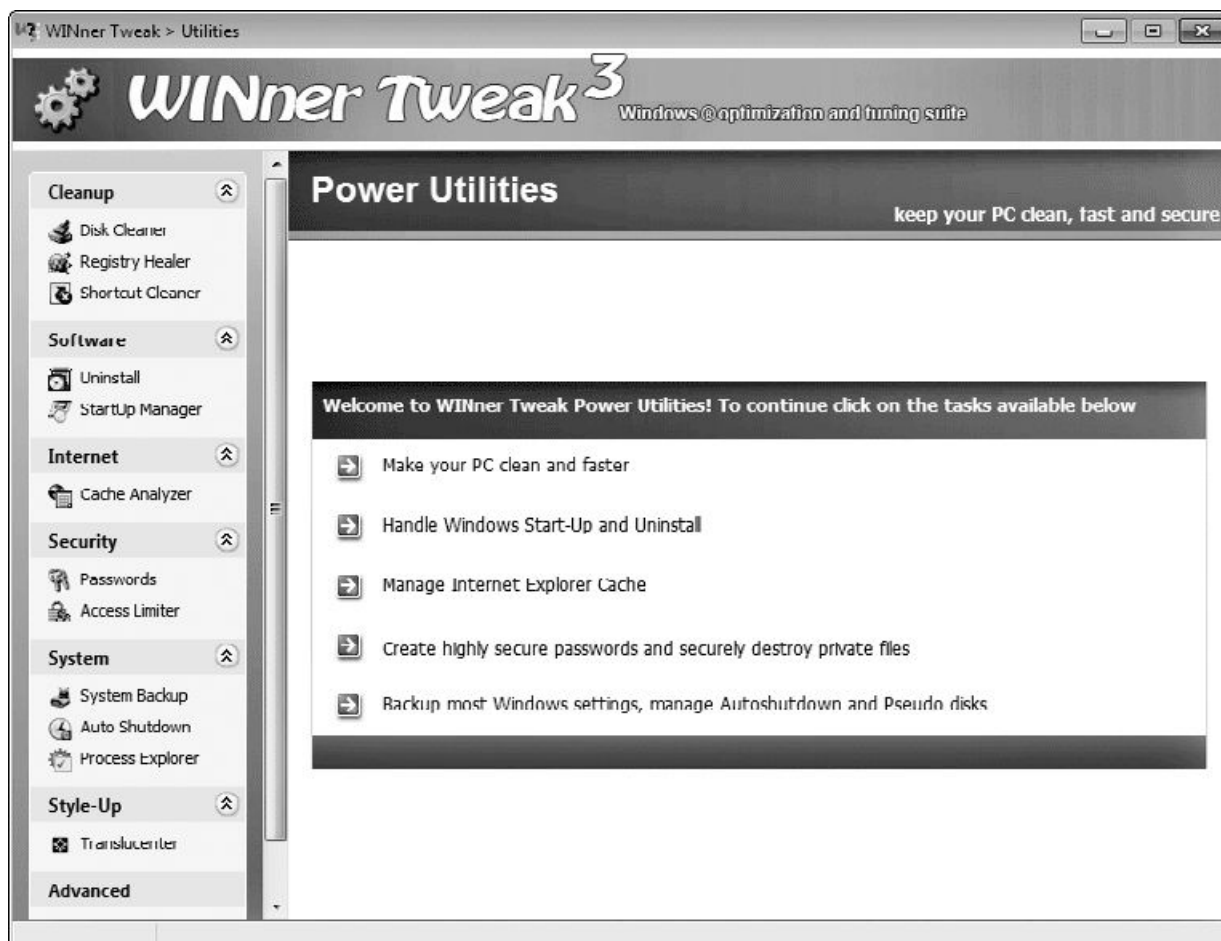 WINner Tweak > Utilities
WINner Tweak 3
Windows@optimization and tuning suite
Cleanup
Disk Cleaner
Registry Healer
Shortcut Cleaner
Software
Uninstall
StartUp Manager
Internet
Cache Analyzer
Security
Passwords
Access Limiter
System
System Backup
Auto Shutdown
Process Explorer
Style-Up
Translucenter
Advanced
Power Utilities
keep your PC clean, fast and secure
Welcome to WINner Tweak Power Utilities! To continue click on the tasks available below
Make your PC clean and faster
Handle Windows Start-Up and Uninstall
Manage Internet Explorer Cache
Create highly secure passwords and securely destroy private files
Backup most Windows settings, manage Autoshutdown and Pseudo disks